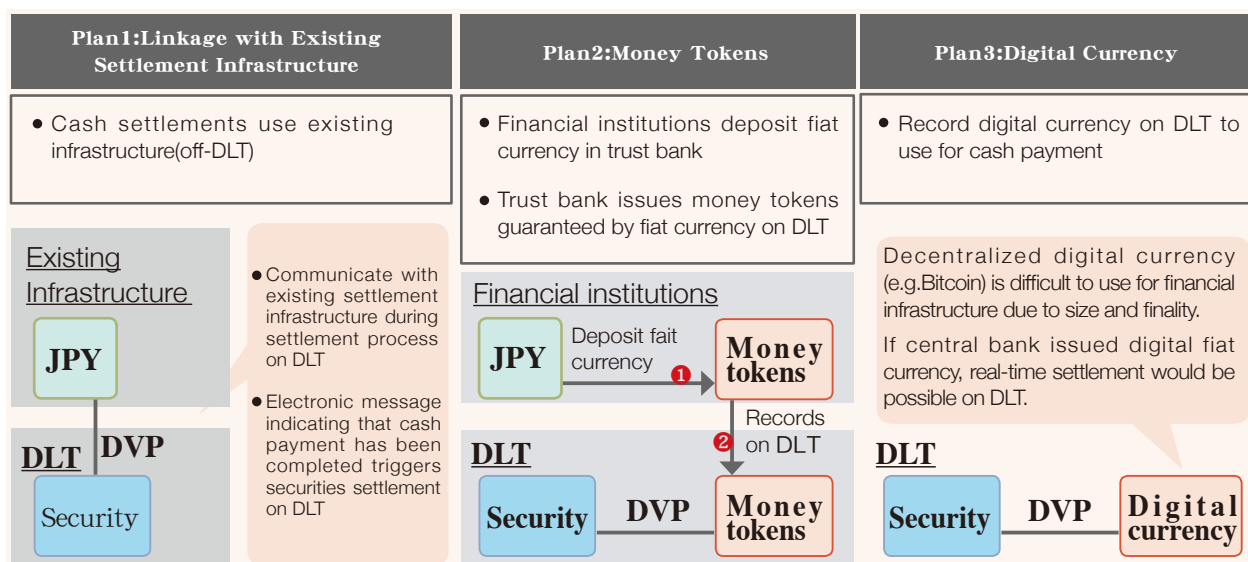 Plan1:Linkage with Existing
Settlement Infrastructure
● Cash settlements use existing
infrastructure(off-DLT)
Existing
Infrastructure
JPY
DVP
DLT
Security
● Communicate with
existing settlement
infrastructure during
settlement process
on DLT
● Electronic message
indicating that cash
payment has been
completed triggers
securities settlement
on DLT
Plan2:Money Tokens
● Financial institutions deposit fiat
currency in trust bank
● Trust bank issues money tokens
guaranteed by fiat currency on DLT
Financial institutions
JPY
Deposit fait
currency
❶
Money
tokens
❷
Records
on DLT
DLT
Security
DVP
Money
tokens
Plan3:Digital Currency
● Record digital currency on DLT to
use for cash payment
Decentralized digital currency
(e.g.Bitcoin) is difficult to use for financial
infrastructure due to size and finality.
If central bank issued digital fiat
currency, real-time settlement would be
possible on DLT.
DLT
Security
DVP
Digital
currency